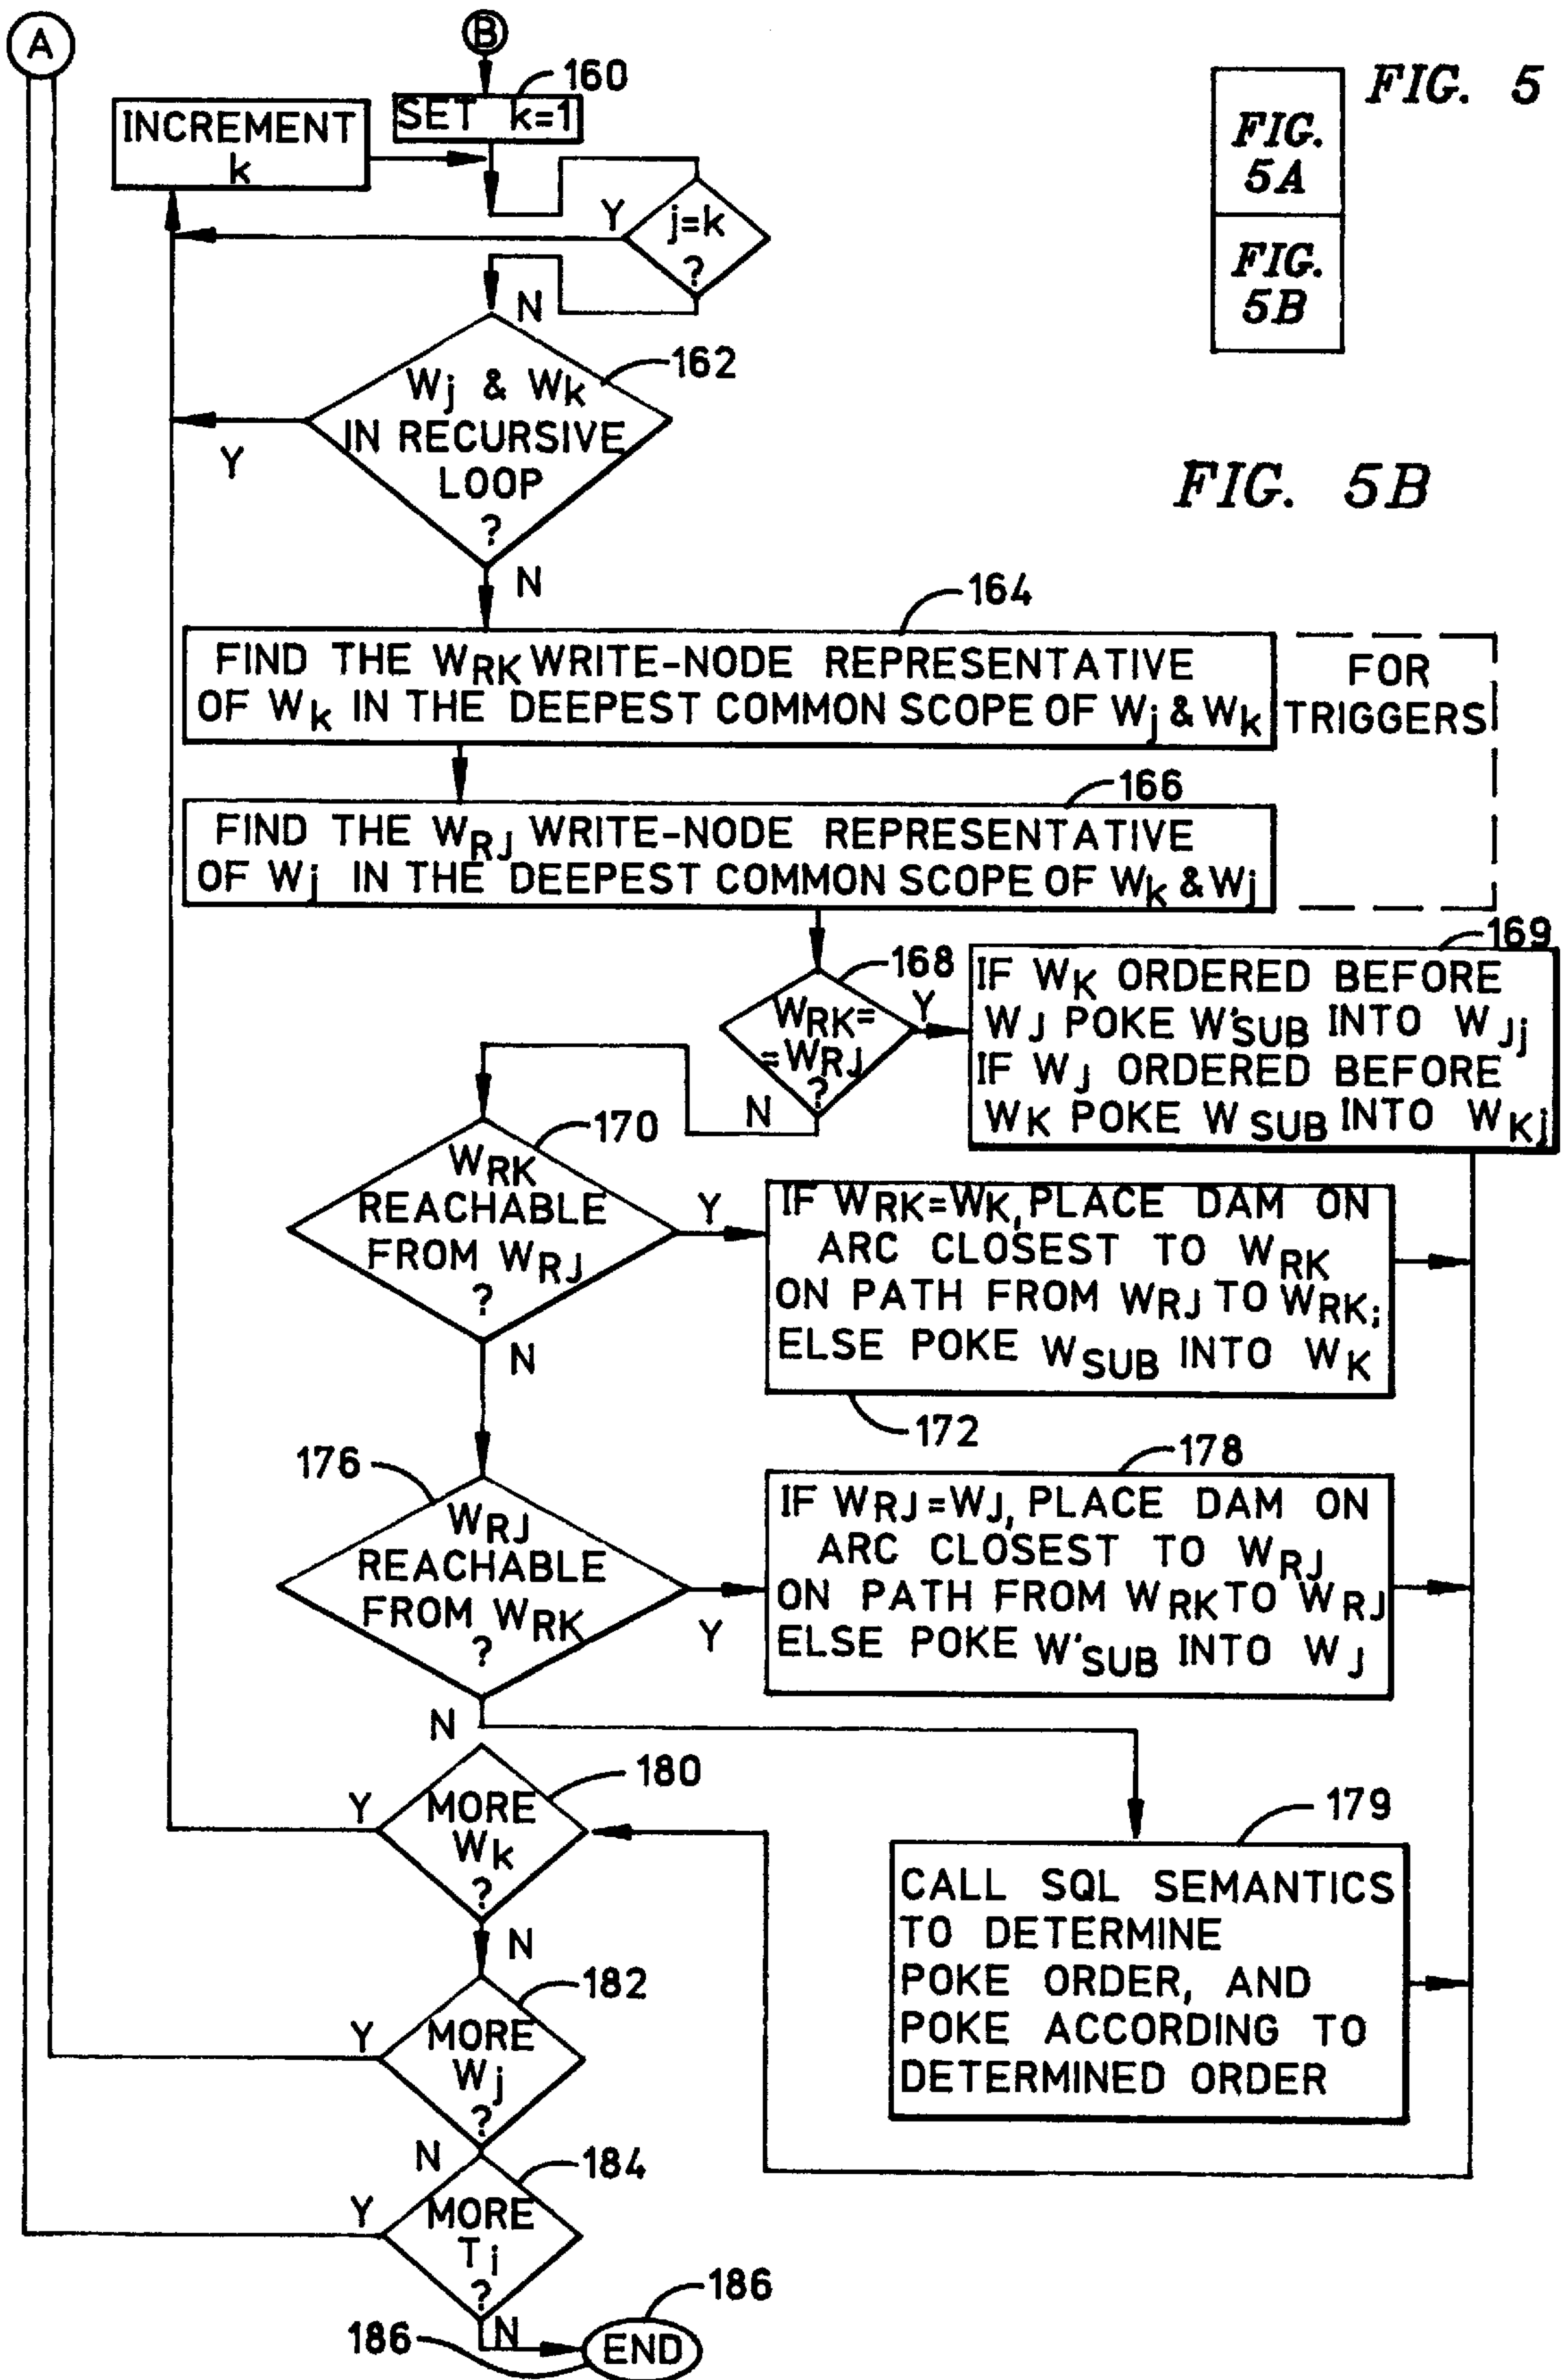 A
B
160
SET k=1
INCREMENT
k
FIG. 5
FIG.
5A
FIG.
5B
Y
j=k
?
N
162
Wj & Wk
IN RECURSIVE
LOOP
?
Y
FIG. 5B
N
164
FIND THE WRK WRITE-NODE REPRESENTATIVE
OF Wk IN THE DEEPEST COMMON SCOPE OF Wj & Wk
FOR
TRIGGERS
166
FIND THE WRJ WRITE-NODE REPRESENTATIVE
OF Wj IN THE DEEPEST COMMON SCOPE OF Wk & Wj
168
WRK=
=WRJ
?
Y
N
169
IF WK ORDERED BEFORE
WJ POKE W'SUB INTO WJj
IF WJ ORDERED BEFORE
WK POKE WSUB INTO WKj
170
WRK
REACHABLE
FROM WRJ
?
Y
N
IF WRK=WK, PLACE DAM ON
ARC CLOSEST TO WRK
ON PATH FROM WRJ TO WRK;
ELSE POKE WSUB INTO WK
172
176
WRJ
REACHABLE
FROM WRK
?
Y
N
178
IF WRJ=WJ, PLACE DAM ON
ARC CLOSEST TO WRJ
ON PATH FROM WRK TO WRJ
ELSE POKE W'SUB INTO WJ
180
Y
MORE
Wk
?
N
179
CALL SQL SEMANTICS
TO DETERMINE
POKE ORDER, AND
POKE ACCORDING TO
DETERMINED ORDER
182
Y
MORE
Wj
?
N
184
Y
MORE
Ti
?
N
186
186
END